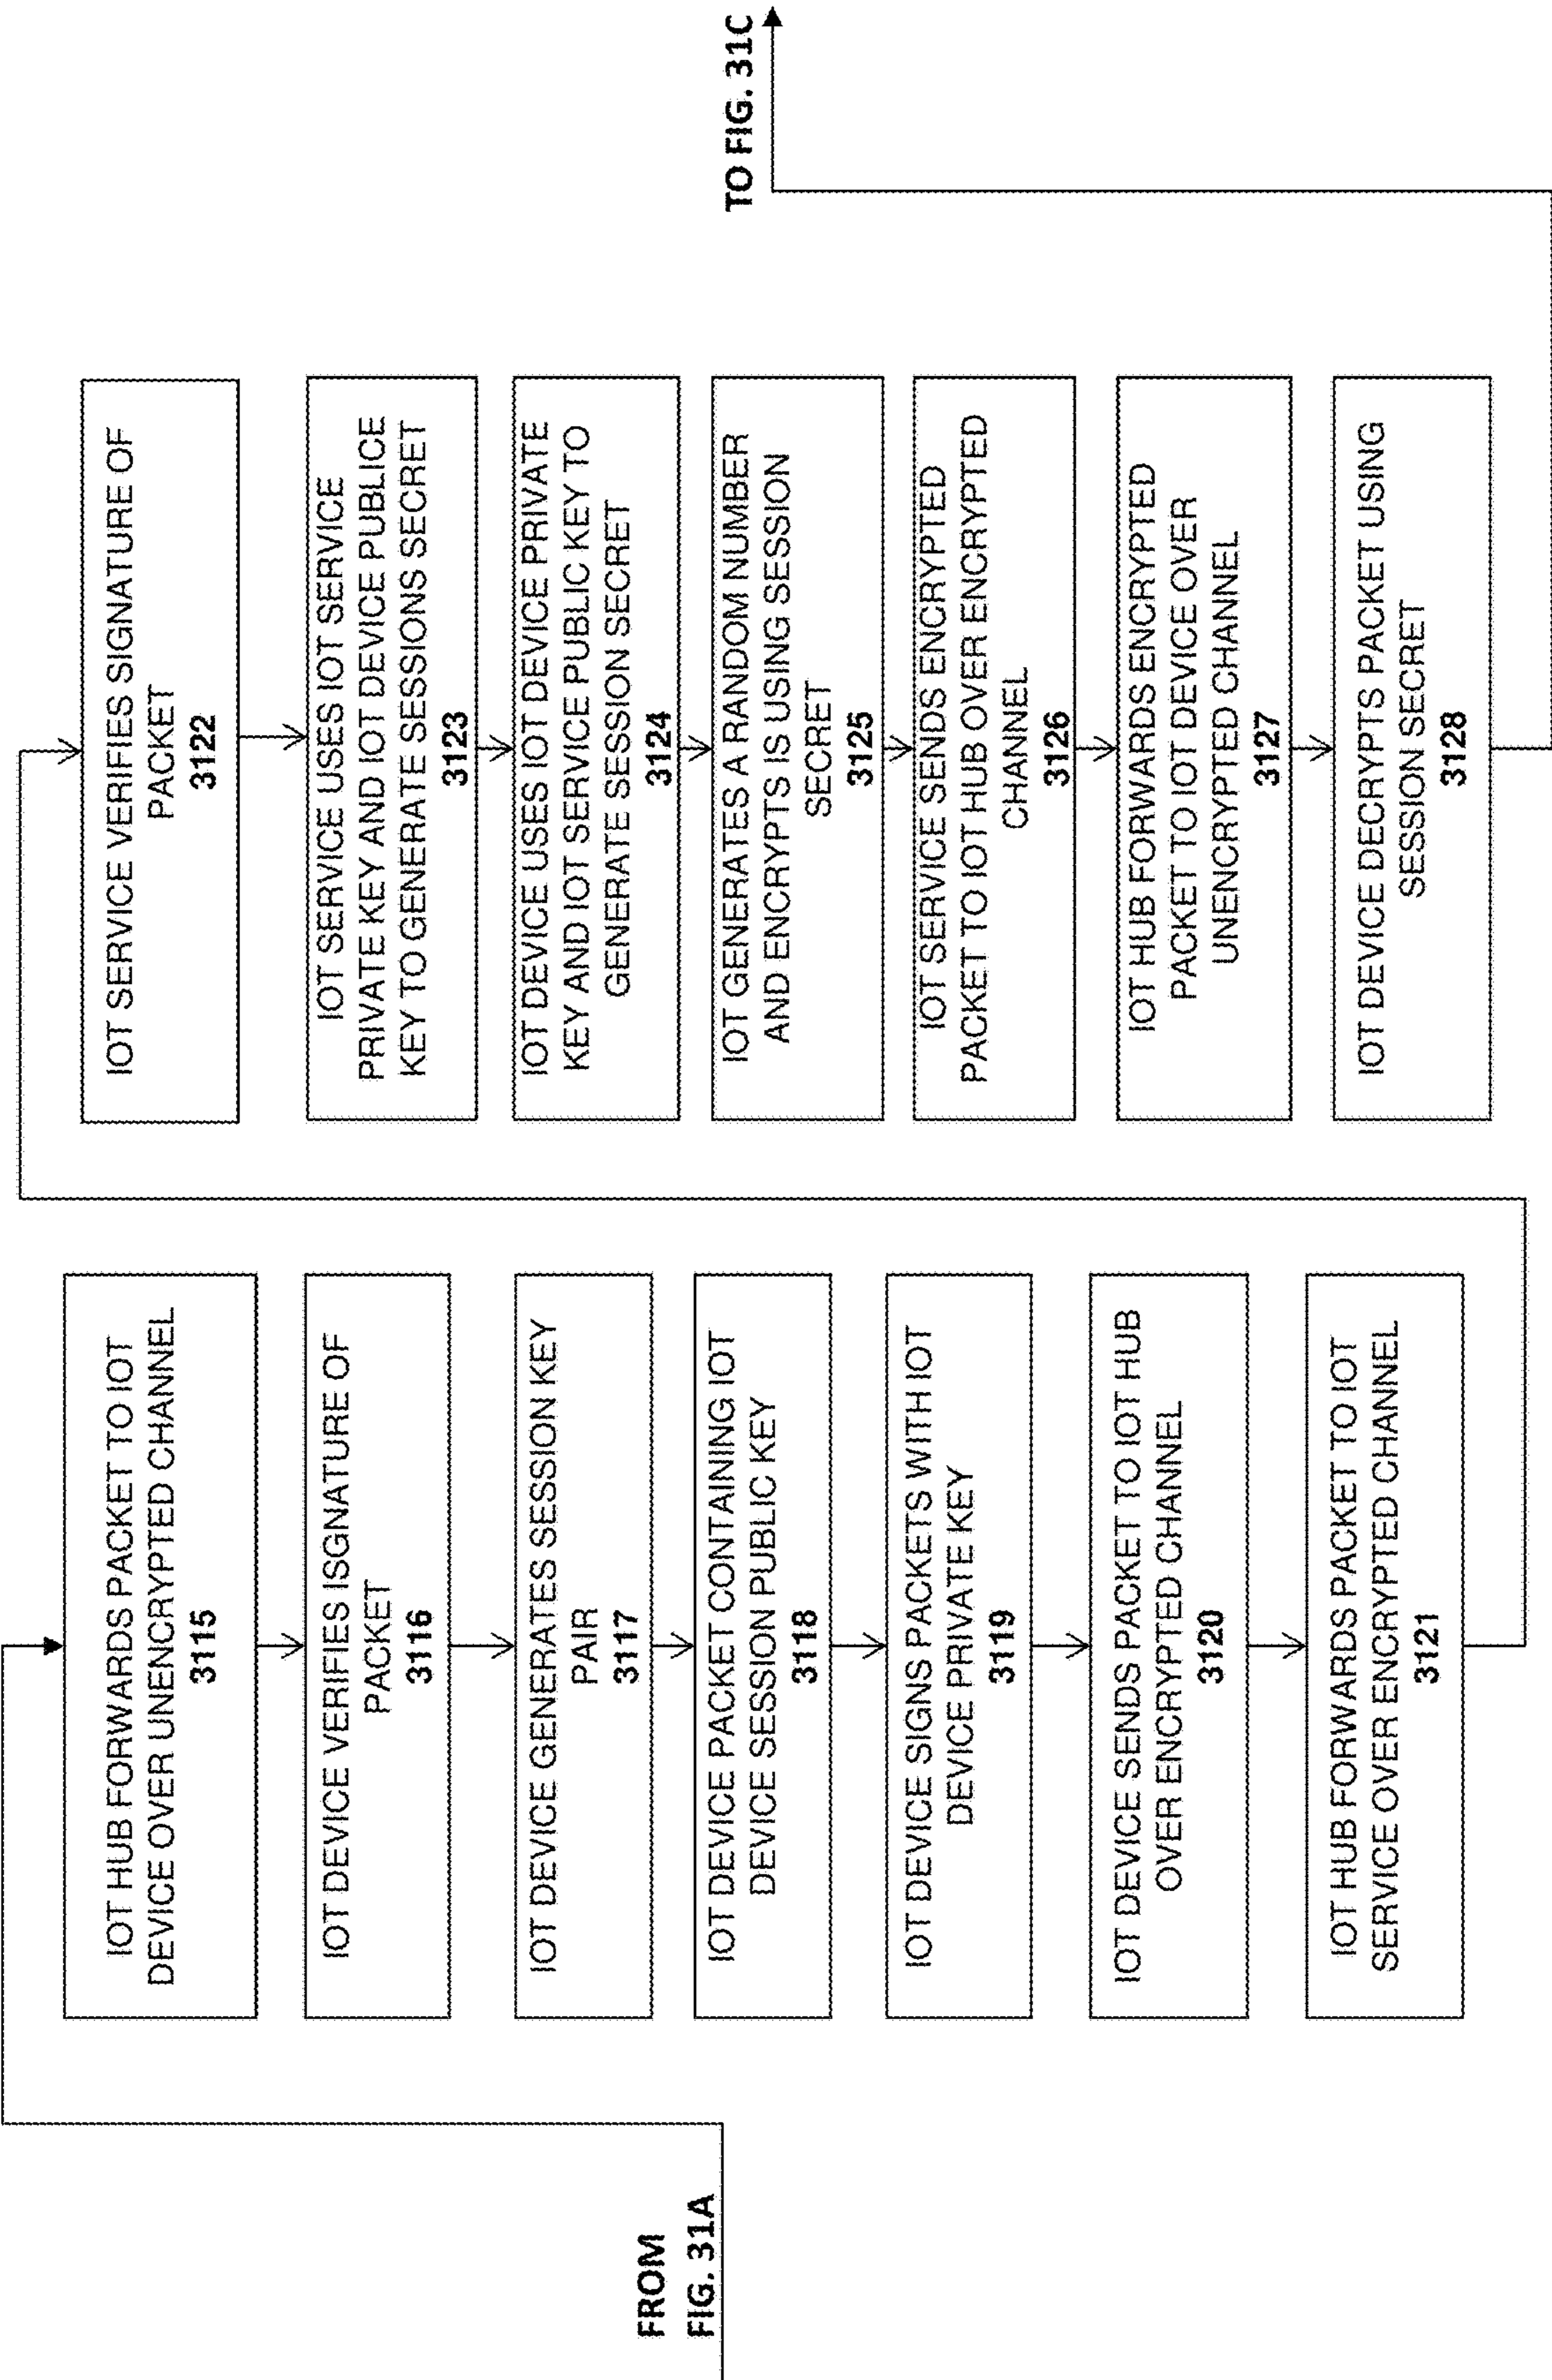 FROM
FIG. 31A
IOT HUB FORWARDS PACKET TO IOT
DEVICE OVER UNENCRYPTED CHANNEL
3115
IOT DEVICE VERIFIES ISGNATURE OF
PACKET
3116
IOT DEVICE GENERATES SESSION KEY
PAIR
3117
IOT DEVICE PACKET CONTAINING IOT
DEVICE SESSION PUBLIC KEY
3118
IOT DEVICE SIGNS PACKETS WITH IOT
DEVICE PRIVATE KEY
3119
IOT DEVICE SENDS PACKET TO IOT HUB
OVER ENCRYPTED CHANNEL
3120
IOT HUB FORWARDS PACKET TO IOT
SERVICE OVER ENCRYPTED CHANNEL
3121
IOT SERVICE VERIFIES SIGNATURE OF
PACKET
3122
IOT SERVICE USES IOT SERVICE
PRIVATE KEY AND IOT DEVICE PUBLICE
KEY TO GENERATE SESSIONS SECRET
3123
IOT DEVICE USES IOT DEVICE PRIVATE
KEY AND IOT SERVICE PUBLIC KEY TO
GENERATE SESSION SECRET
3124
IOT GENERATES A RANDOM NUMBER
AND ENCRYPTS IS USING SESSION
SECRET
3125
IOT SERVICE SENDS ENCRYPTED
PACKET TO IOT HUB OVER ENCRYPTED
CHANNEL
3126
IOT HUB FORWARDS ENCRYPTED
PACKET TO IOT DEVICE OVER
UNENCRYPTED CHANNEL
3127
IOT DEVICE DECRYPTS PACKET USING
SESSION SECRET
3128
TO FIG. 31C